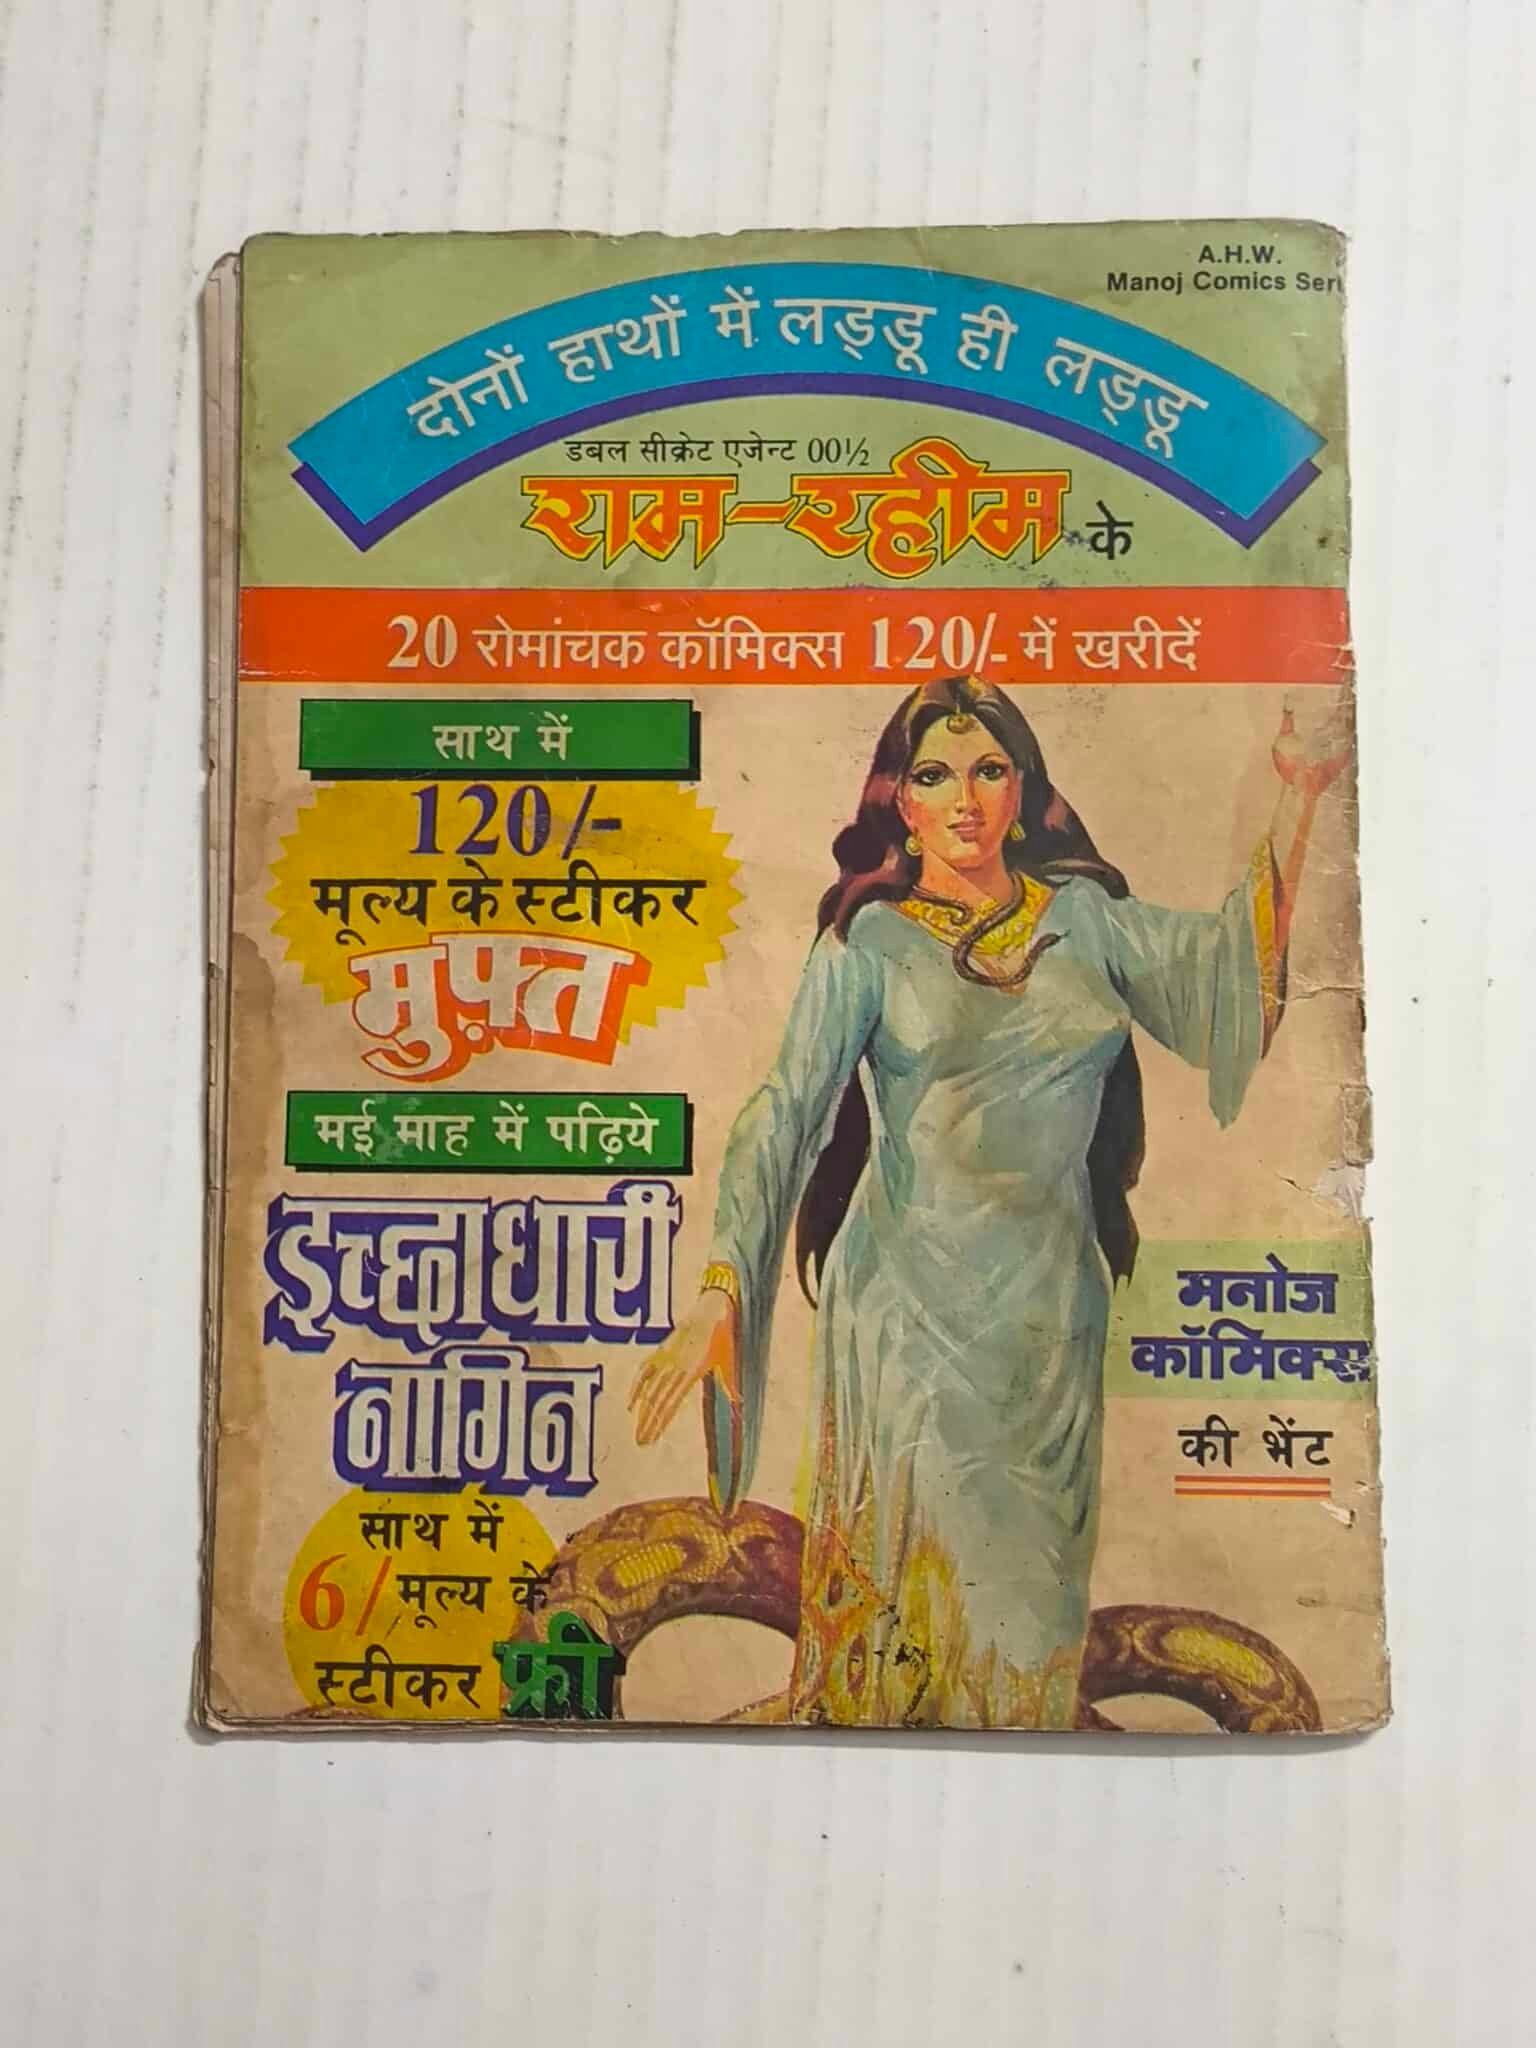 A.H.W.
Manoj Comics Seri
दोनों हाथों में लड्डू ही लड्डू
डबल सीक्रेट एजेन्ट 00½
राम-रहीम के
20 रोमांचक कॉमिक्स 120/- में खरीदें
साथ में
120/-
मूल्य के स्टीकर
मुफ़्त
मई माह में पढ़िये
इच्छाधारी
नागिन
साथ में
6/ मूल्य के
स्टीकर फ्री
मनोज
कॉमिक्स
की भेंट